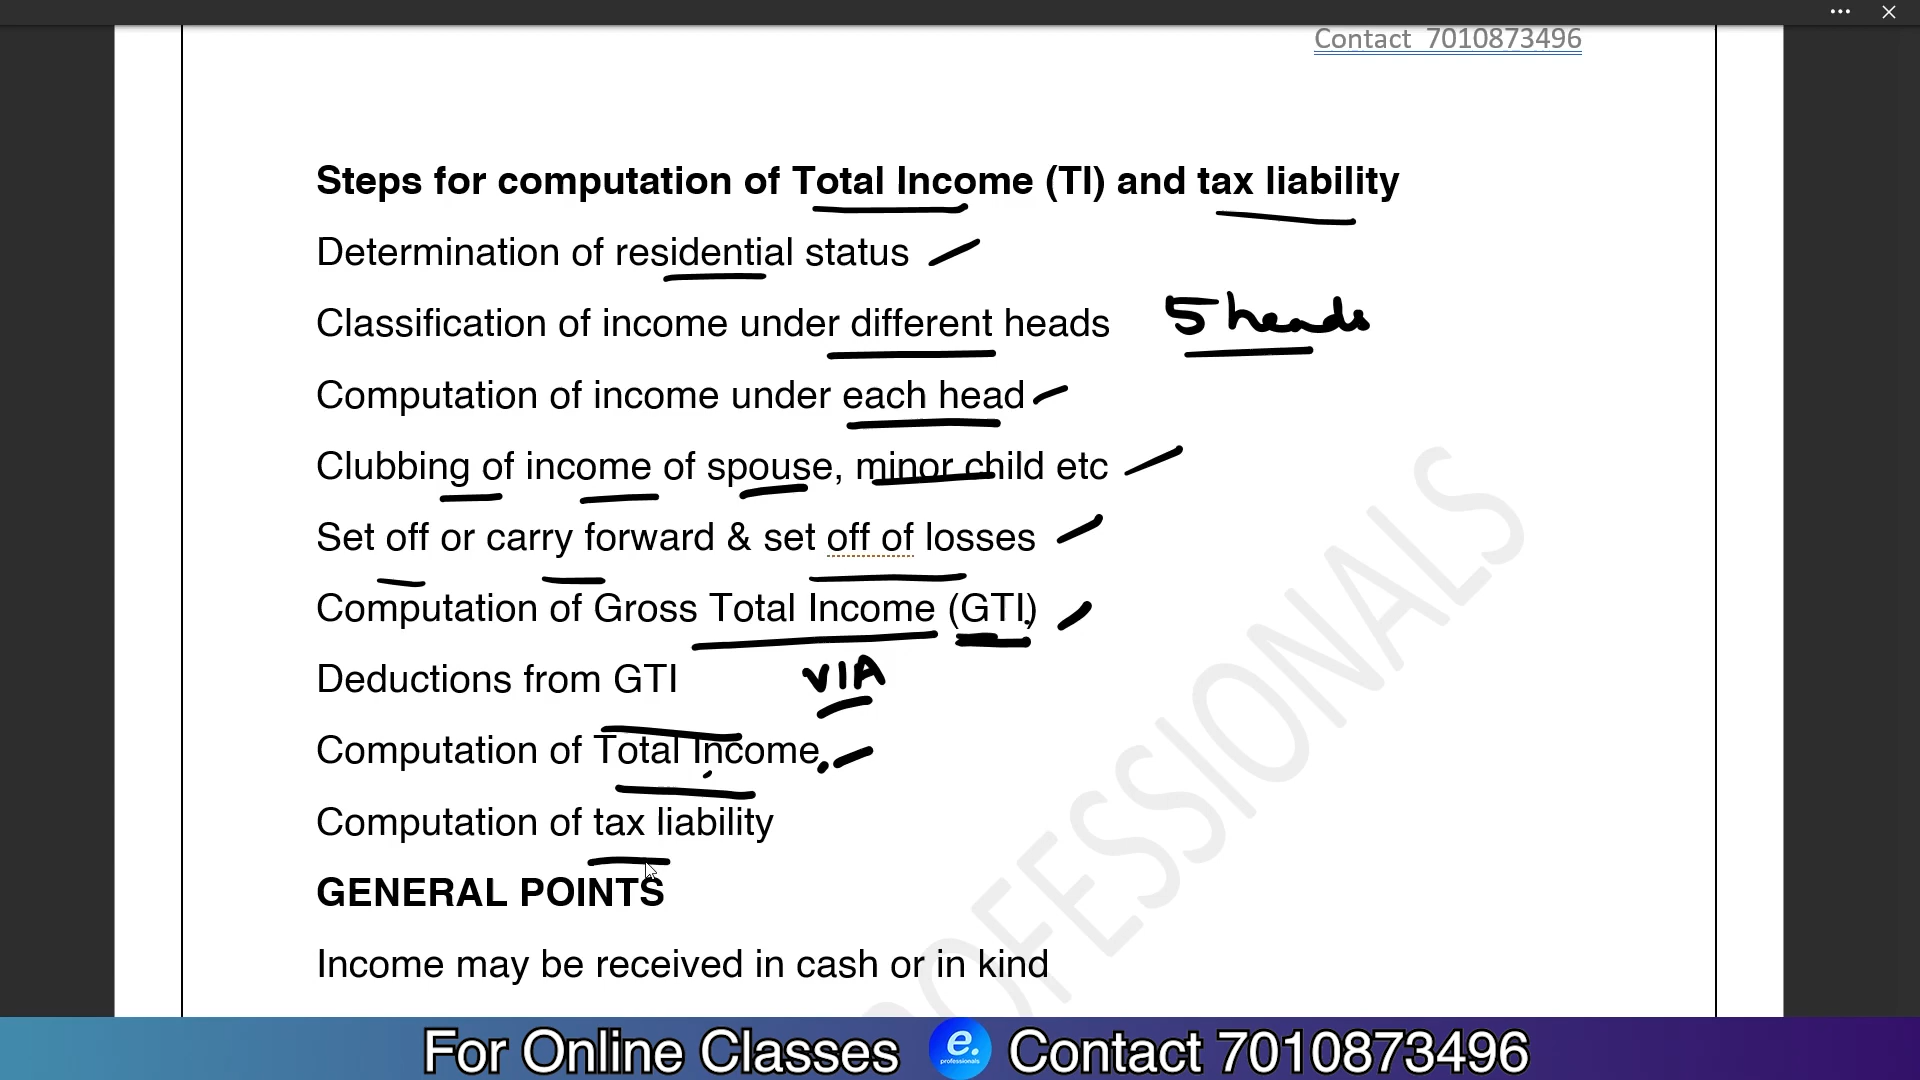 Contact 7010873496
Steps for computation of Total Income (TI) and tax liability
Determination of residential status
Classification of income under different heads 5 heads
Computation of income under each head
Clubbing of income of spouse, minor child etc
Set off or carry forward & set off of losses
Computation of Gross Total Income (GTI)
Deductions from GTI VIA
Computation of Total Income
Computation of tax liability
GENERAL POINTS
Income may be received in cash or in kind
PROFESSIONALS
For Online Classes e. professionals Contact 7010873496